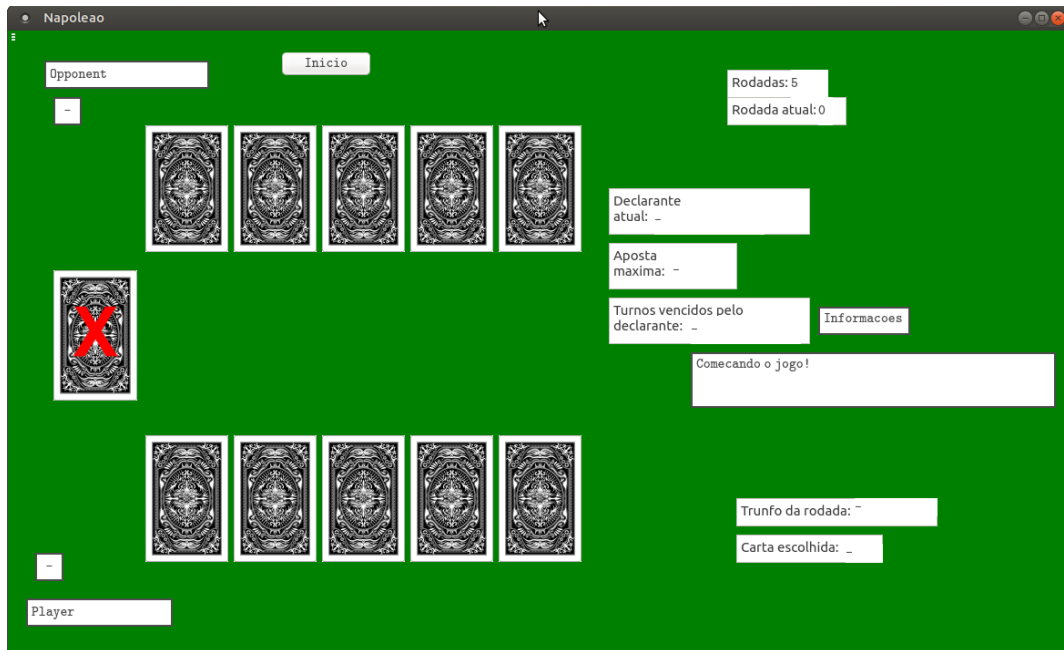 Napoleao
Opponent
Inicio
-
Rodadas: 5
Rodada atual: 0
Declarante
atual: -
Aposta
maxima: -
Turnos vencidos pelo
declarante: -
Informacoes
Comecando o jogo!
X
Trunfo da rodada: -
Carta escolhida: -
-
Player